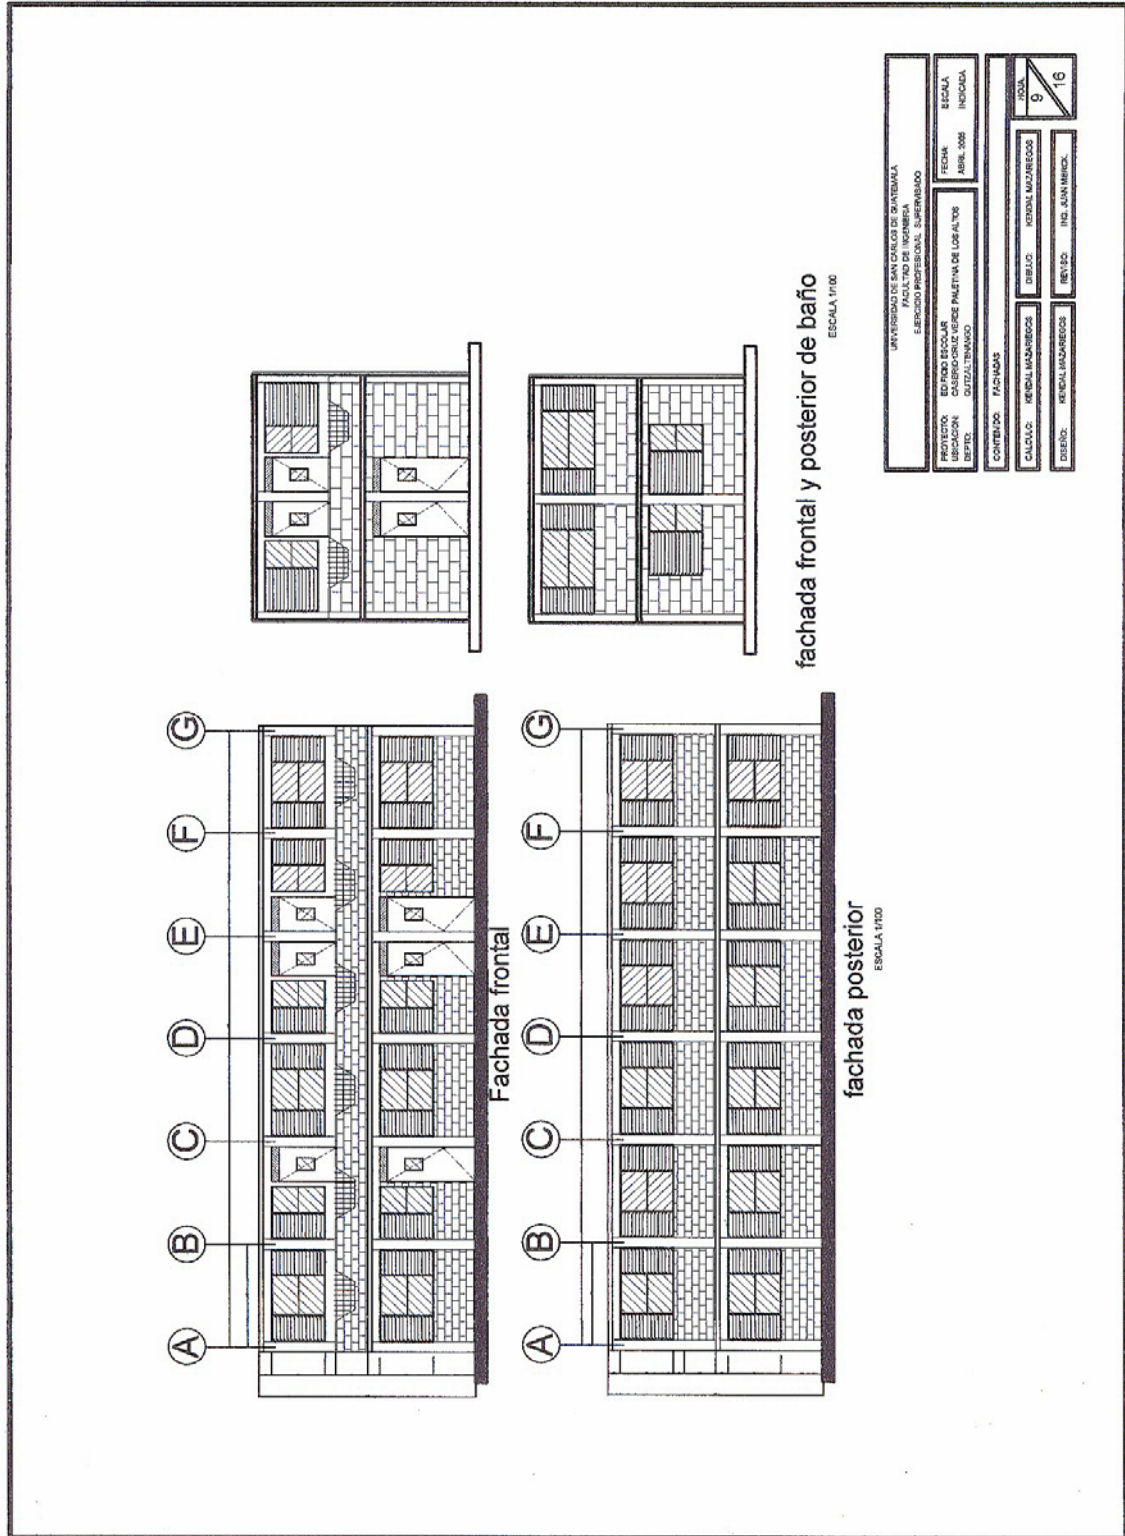 A
B
C
D
E
F
G
Fachada frontal
A
B
C
D
E
F
G
fachada posterior
ESCALA 1/100
fachada frontal y posterior de baño
ESCALA 1/100
UNIVERSIDAD DE SAN CARLOS DE GUATEMALA
FACULTAD DE INGENIERIA
EJERCICIO PROFESIONAL SUPERVISADO
PROYECTO: EDIFICIO ESCOLAR
UBICACION: CASERIO CRUZ VERDE PALETINA DE LOS ALTOS
DEPTO: QUTZALTENANGO
FECHA: ABRIL 2005
ESCALA INDICADA
CONTENIDO: FACHADAS
CALCULO: KENDAL MAZARIEGOS
DIBUJO: KENDAL MAZARIEGOS
DISEÑO: KENDAL MAZARIEGOS
REVISO: ING. JUAN MERCK.
HOJA
9
16